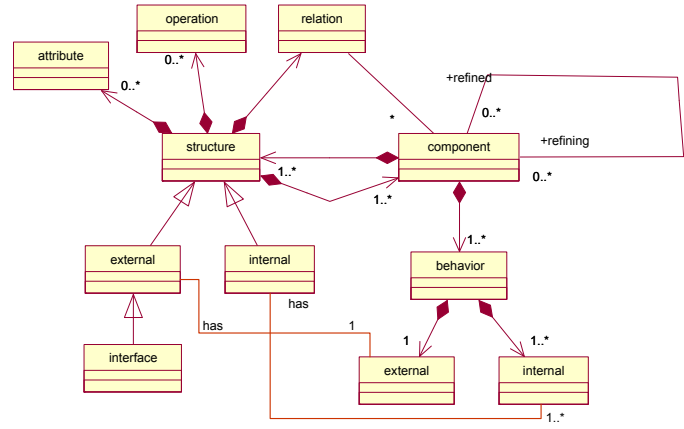 operation
relation
attribute
0..*
0..*
+refined
0..*
*
structure
component
+refining
1..*
0..*
1..*
1..*
external
internal
behavior
has
has
1
1
1..*
interface
external
internal
1..*